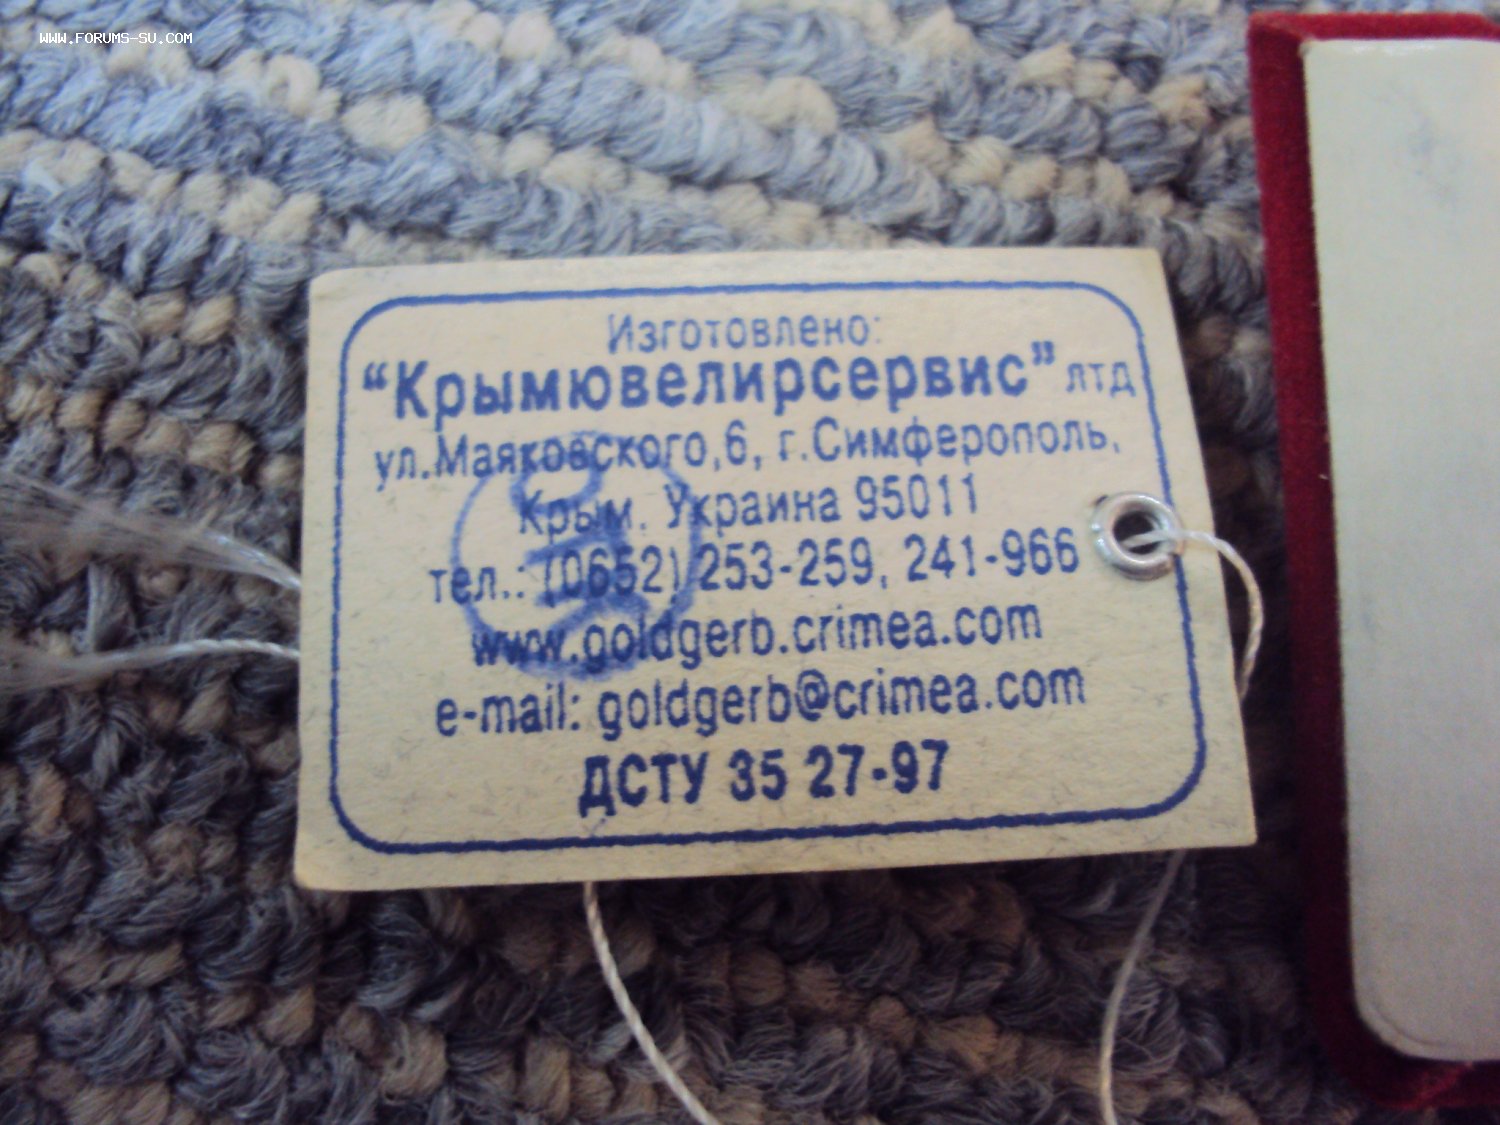 WWW.FORUMS-SU.COM
Изготовлено:
“Крымювелирсервис” лтд
ул.Маяковского,6, г.Симферополь,
Крым. Украина 95011
тел.: (0652) 253-259, 241-966
www.goldgerb.crimea.com
e-mail: goldgerb@crimea.com
ДСТУ 35 27-97